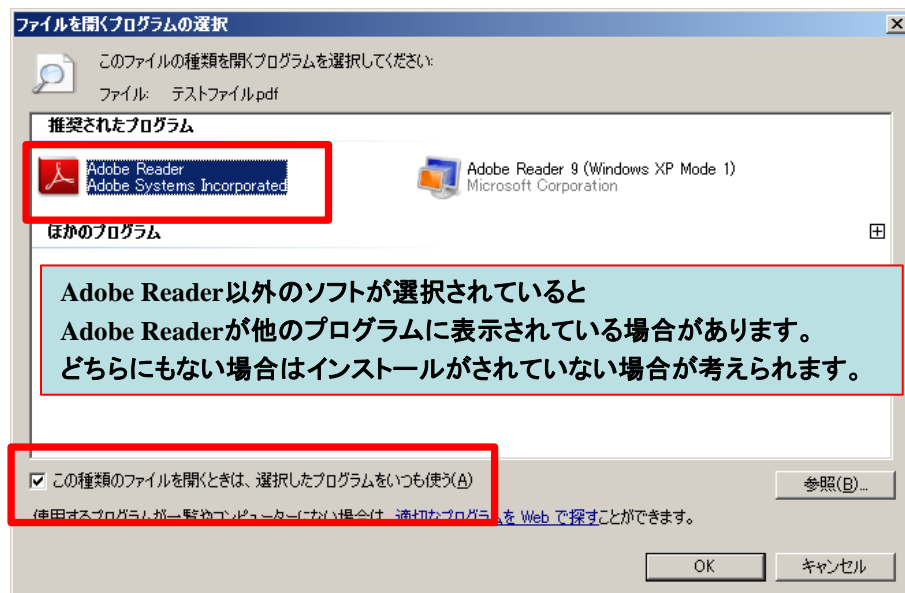 ファイルを開くプログラムの選択
このファイルの種類を開くプログラムを選択してください:
ファイル: テストファイル.pdf
推奨されたプログラム
Adobe Reader
Adobe Systems Incorporated
Adobe Reader 9 (Windows XP Mode 1)
Microsoft Corporation
ほかのプログラム
Adobe Reader以外のソフトが選択されていると
Adobe Readerが他のプログラムに表示されている場合があります。
どちらにもない場合はインストールがされていない場合が考えられます。
この種類のファイルを開くときは、選択したプログラムをいつも使う(A)
参照(B)...
使用するプログラムが一覧やコンピューターにない場合は、適切なプログラムを Web で探すことができます。
OK
キャンセル